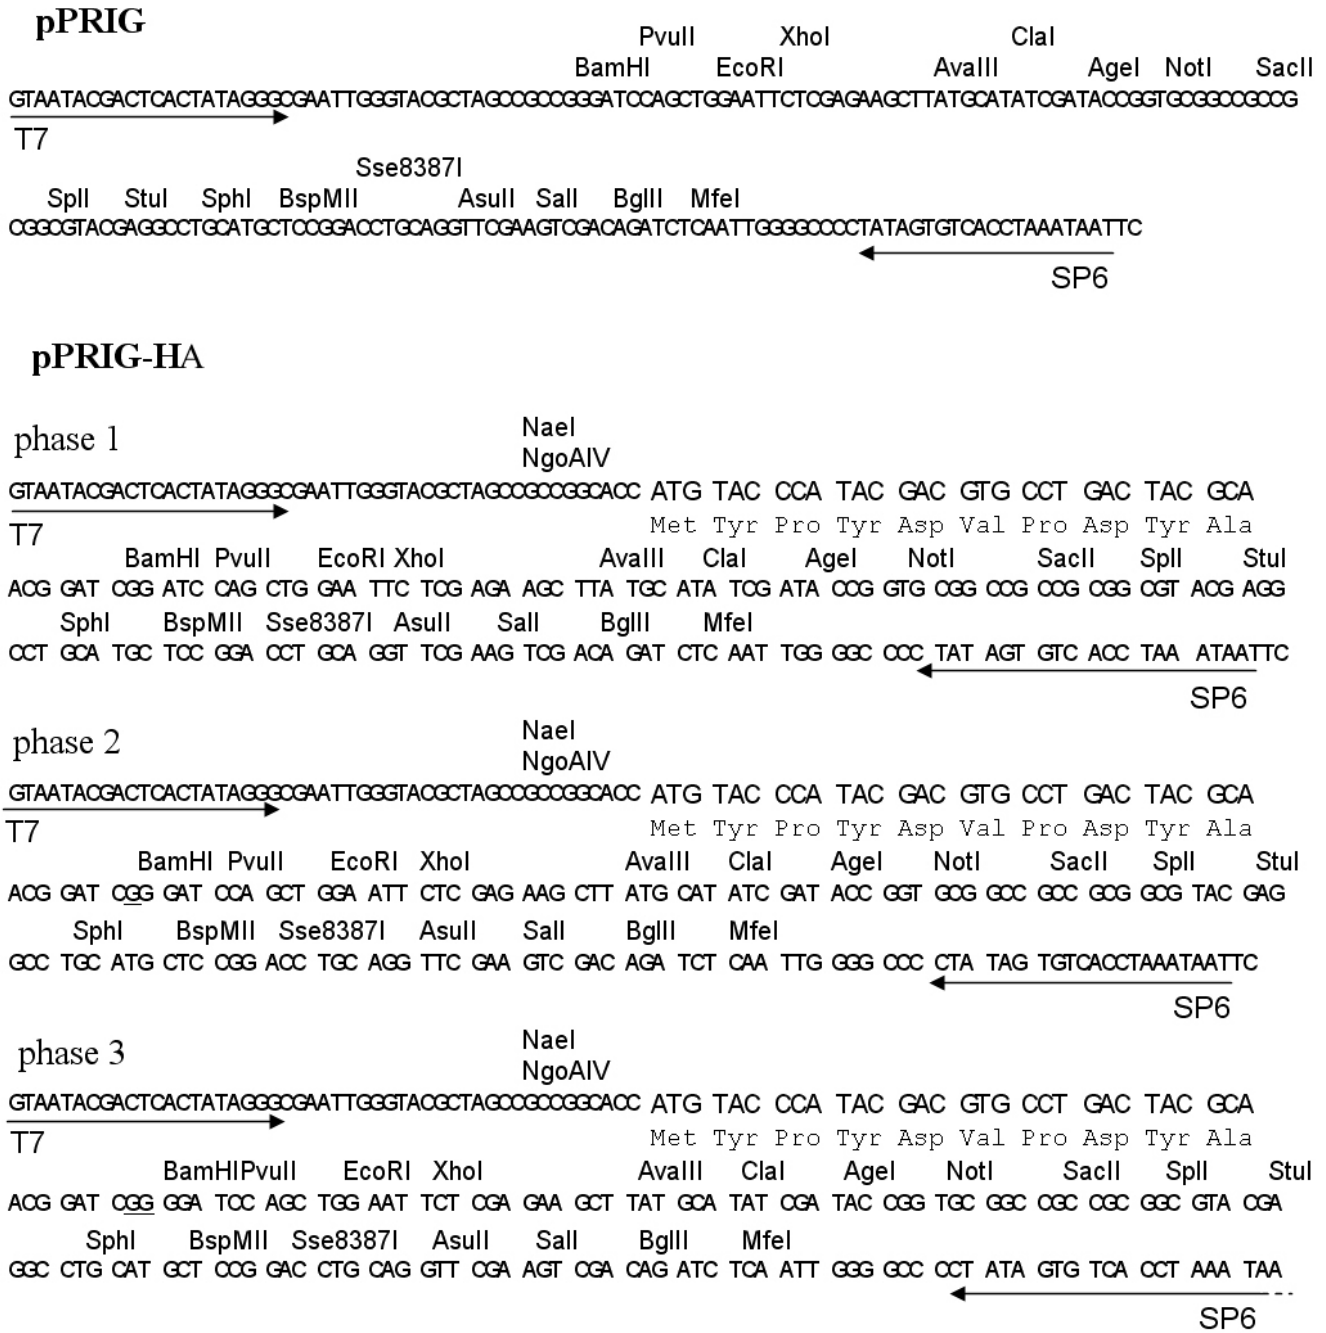 pPRIG
PvuII XhoI ClaI
BamHI EcoRI AvaIII AgeI NotI SacII
GTAATACGACTCACTATAGGGCGAATTGGGTACGCTAGCCGCCGGGATCCAGCTGGAATTCTCGAGAAGCTTATGCATATCGATACCGGTGCGGCCGCCG
T7
Sse8387I
SplI StuI SphI BspMII AsuII SalI BglII MfeI
CGGCGTACGAGGCCTGCATGCTCCGGACCTGCAGGTTCGAAGTCGACAGATCTCAATTGGGGCCCCTATAGTGTCACCTAAATAATTC
SP6
pPRIG-HA
phase 1
NaeI
NgoAIV
GTAATACGACTCACTATAGGGCGAATTGGGTACGCTAGCCGCCGGCACC ATG TAC CCA TAC GAC GTG CCT GAC TAC GCA
Met Tyr Pro Tyr Asp Val Pro Asp Tyr Ala
T7
BamHI PvuII EcoRI XhoI AvaIII ClaI AgeI NotI SacII SplI StuI
ACG GAT CGG ATC CAG CTG GAA TTC TCG AGA AGC TTA TGC ATA TCG ATA CCG GTG CGG CCG CCG CGG CGT ACG AGG
SphI BspMII Sse8387I AsuII SalI BglII MfeI
CCT GCA TGC TCC GGA CCT GCA GGT TCG AAG TCG ACA GAT CTC AAT TGG GGC CCC TAT AGT GTC ACC TAA ATAATTC
SP6
phase 2
NaeI
NgoAIV
GTAATACGACTCACTATAGGGCGAATTGGGTACGCTAGCCGCCGGCACC ATG TAC CCA TAC GAC GTG CCT GAC TAC GCA
Met Tyr Pro Tyr Asp Val Pro Asp Tyr Ala
T7
BamHI PvuII EcoRI XhoI AvaIII ClaI AgeI NotI SacII SplI StuI
ACG GAT CGG GAT CCA GCT GGA ATT CTC GAG AAG CTT ATG CAT ATC GAT ACC GGT GCG GCC GCC GCG GCG TAC GAG
SphI BspMII Sse8387I AsuII SalI BglII MfeI
GCC TGC ATG CTC CGG ACC TGC AGG TTC GAA GTC GAC AGA TCT CAA TTG GGG CCC CTA TAG TGTCACCTAAATAATTC
SP6
phase 3
NaeI
NgoAIV
GTAATACGACTCACTATAGGGCGAATTGGGTACGCTAGCCGCCGGCACC ATG TAC CCA TAC GAC GTG CCT GAC TAC GCA
Met Tyr Pro Tyr Asp Val Pro Asp Tyr Ala
T7
BamHIPvuII EcoRI XhoI AvaIII ClaI AgeI NotI SacII SplI StuI
ACG GAT CGG GGA TCC AGC TGG AAT TCT CGA GAA GCT TAT GCA TAT CGA TAC CGG TGC GGC CGC CGC GGC GTA CGA
SphI BspMII Sse8387I AsuII SalI BglII MfeI
GGC CTG CAT GCT CCG GAC CTG CAG GTT CGA AGT CGA CAG ATC TCA ATT GGG GCC CCT ATA GTG TCA CCT AAA TAA
SP6